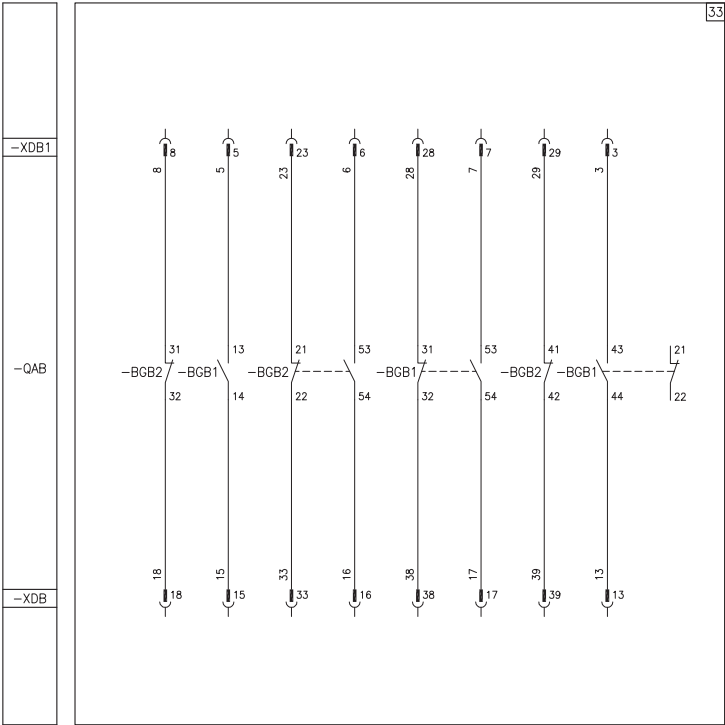 33
-XDB1
8 5 23 6 28 7 29 3
8 5 23 6 28 7 29 3
31 13 21 53 31 53 41 43 21
-QAB
-BGB2 -BGB1 -BGB2 -BGB1 -BGB2 -BGB1
32 14 22 54 32 54 42 44 22
18 15 33 16 38 17 39 13
-XDB
18 15 33 16 38 17 39 13